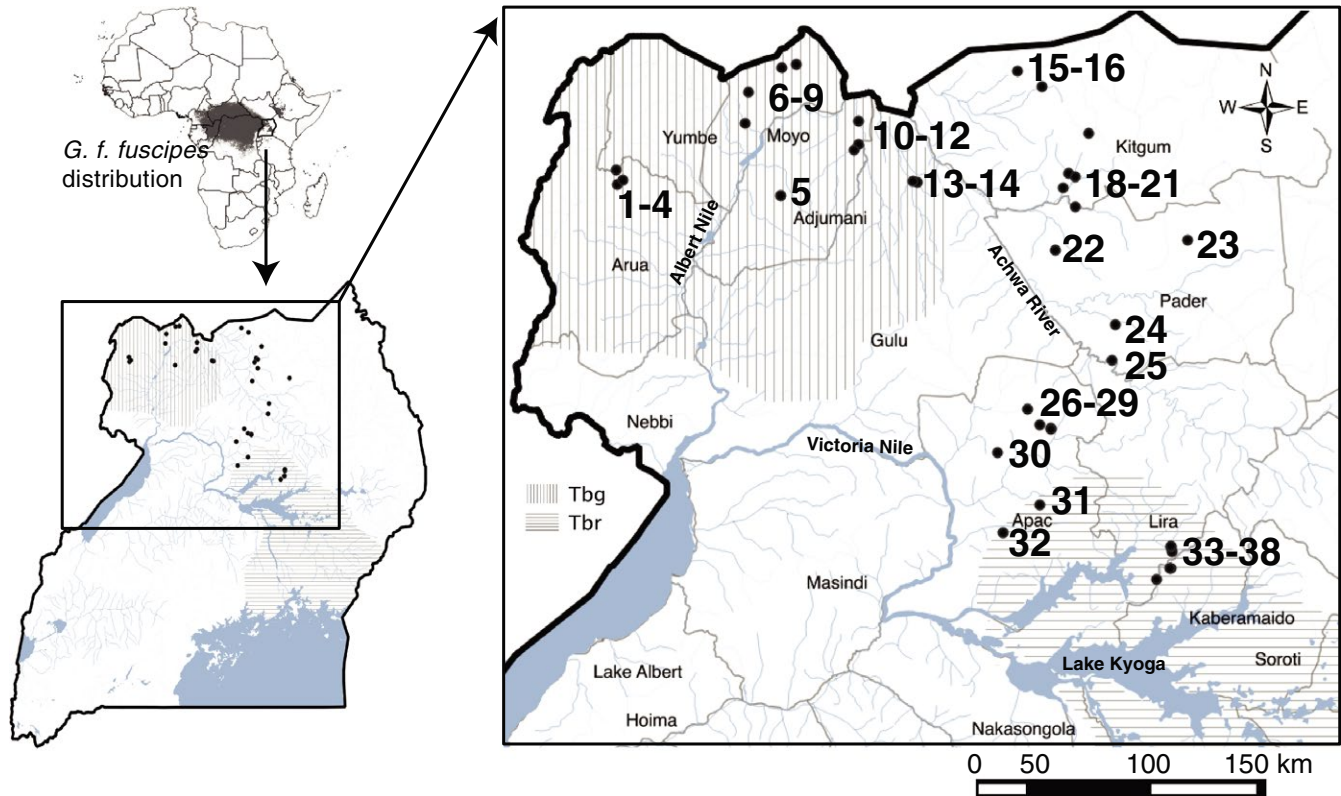 G. f. fuscipes
distribution
15-16
N
W E
S
6-9
Yumbe
Moyo
10-12
Kitgum
1-4
5
13-14
18-21
Adjumani
Arua
Albert Nile
22
23
Achwa River
Pader
24
Gulu
25
Nebbi
26-29
Victoria Nile
30
Tbg
Tbr
31
Apac
Lira
32
33-38
Masindi
Kaberamaido
Lake Albert
Lake Kyoga
Soroti
Hoima
Nakasongola
0 50 100 150 km